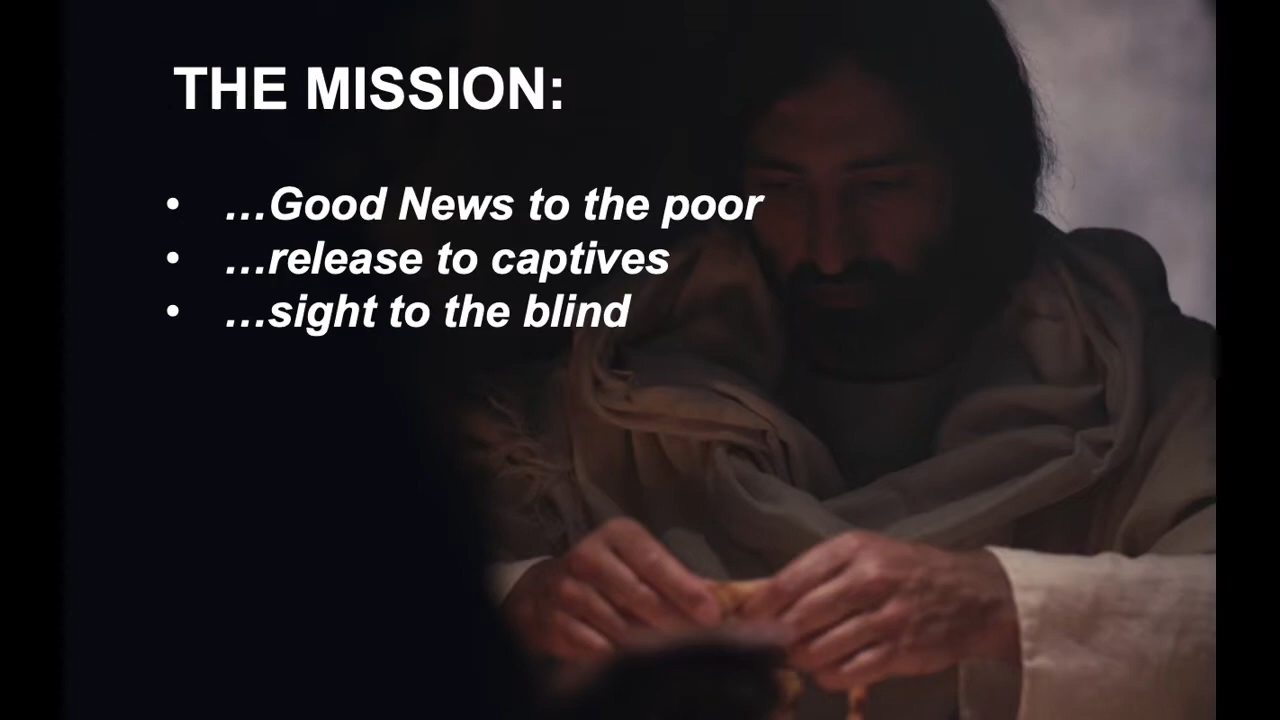 THE MISSION:
• …Good News to the poor
• …release to captives
• …sight to the blind